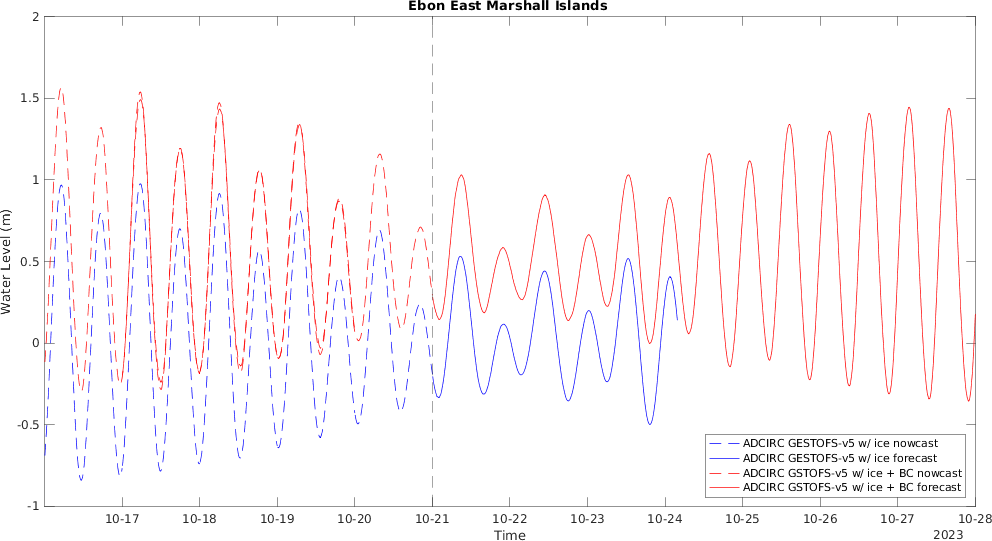 Ebon East Marshall Islands
2
1.5
1
0.5
0
-0.5
-1
Water Level (m)
ADCIRC GESTOFS-v5 w/ ice nowcast
ADCIRC GESTOFS-v5 w/ ice forecast
ADCIRC GSTOFS-v5 w/ ice + BC nowcast
ADCIRC GSTOFS-v5 w/ ice + BC forecast
10-17 10-18 10-19 10-20 10-21 10-22 10-23 10-24 10-25 10-26 10-27 10-28
Time
2023